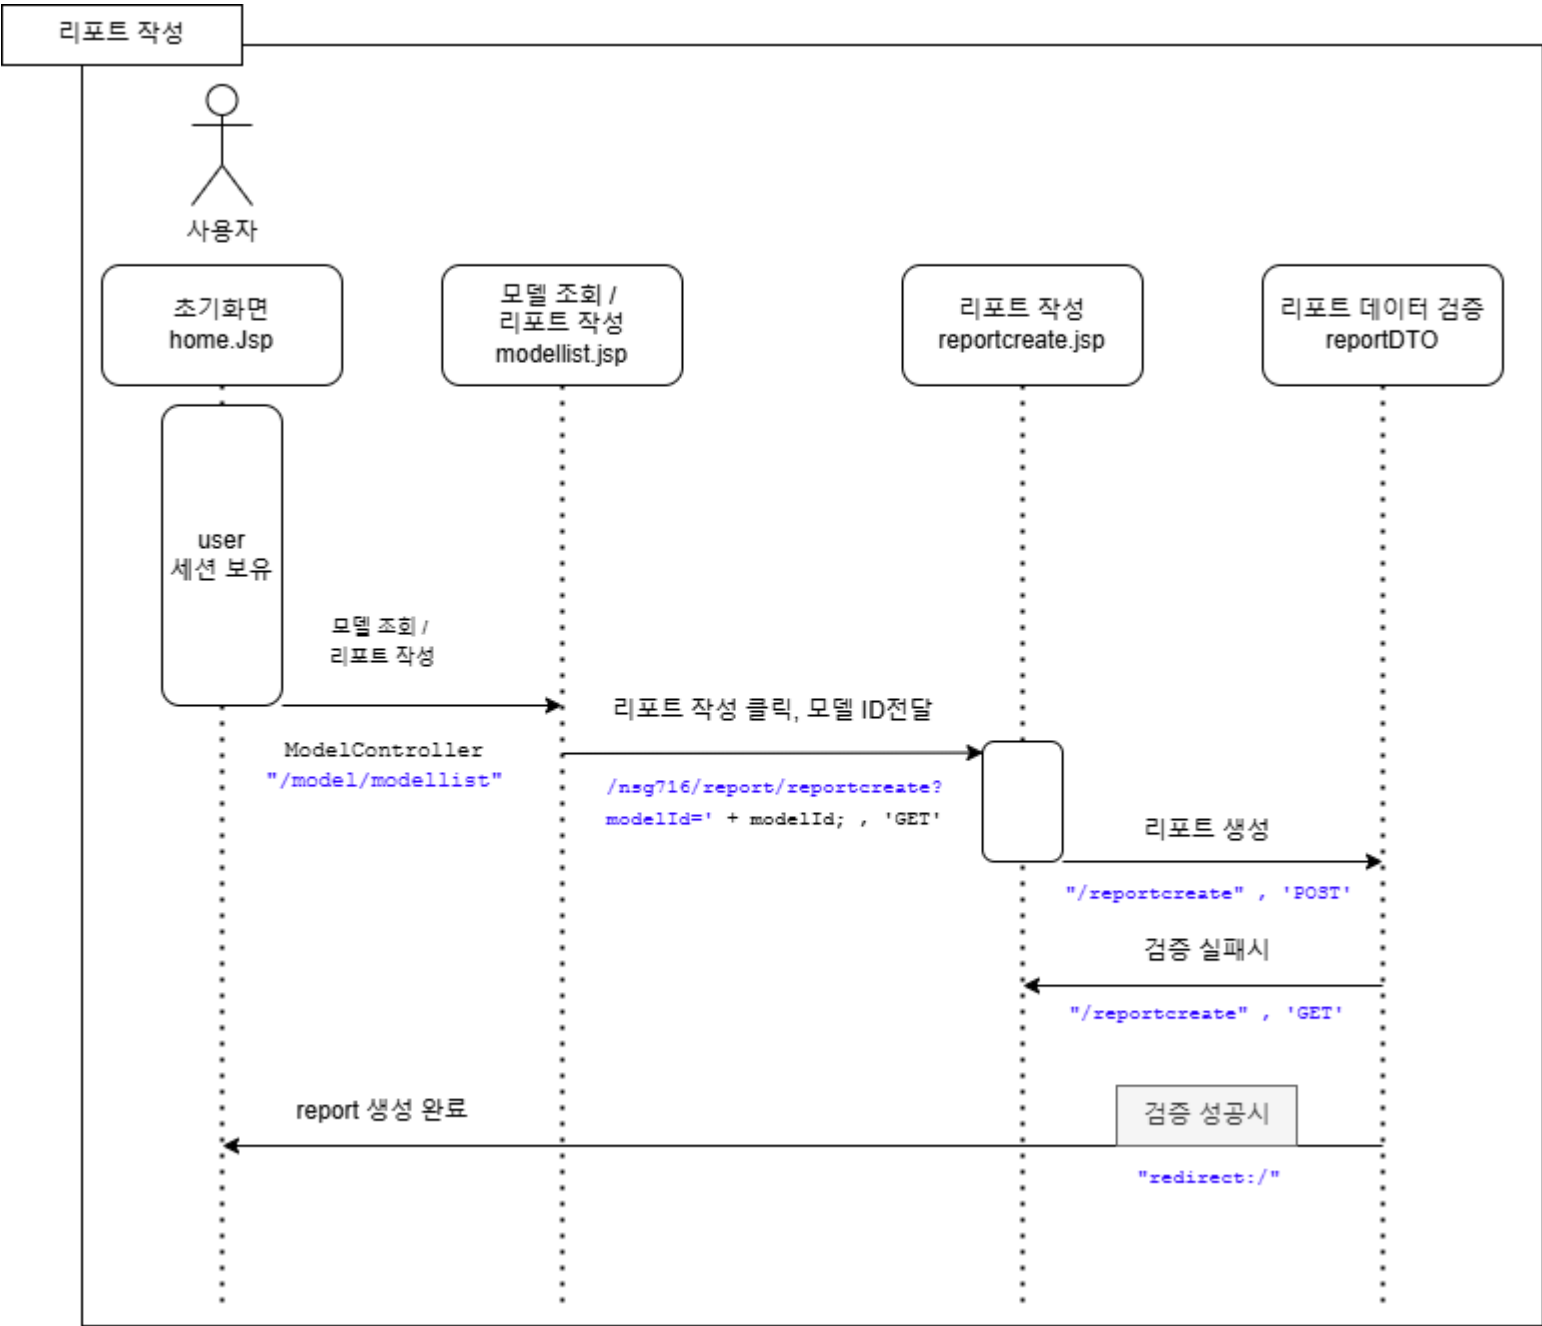 리포트 작성
사용자
초기화면
home.Jsp
모델 조회 /
리포트 작성
modellist.jsp
리포트 작성
reportcreate.jsp
리포트 데이터 검증
reportDTO
user
세션 보유
모델 조회 /
리포트 작성
ModelController
"/model/modellist"
리포트 작성 클릭, 모델 ID전달
/nsg716/report/reportcreate?
modelId=' + modelId; , 'GET'
리포트 생성
"/reportcreate" , 'POST'
검증 실패시
"/reportcreate" , 'GET'
report 생성 완료
검증 성공시
"redirect:/"